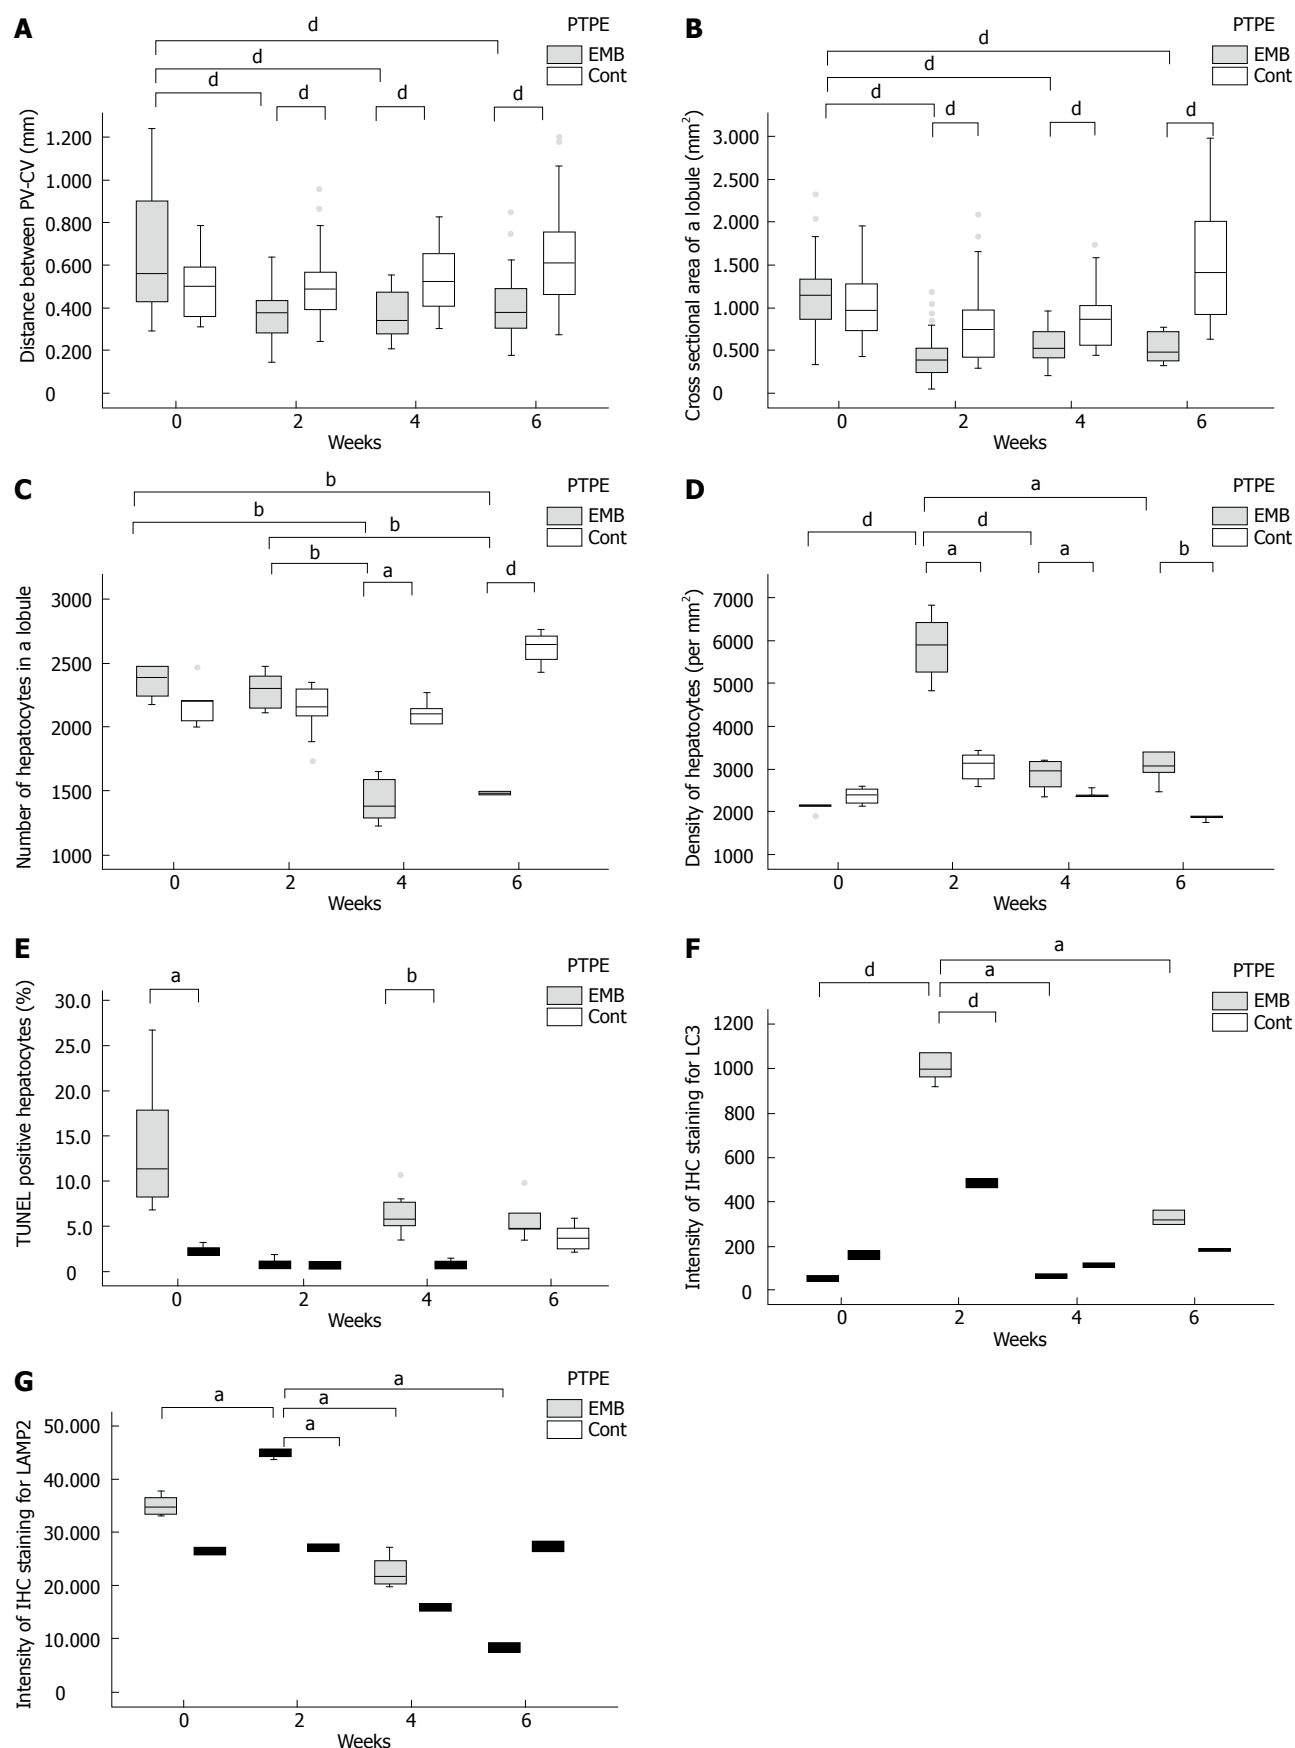 A
PTPE
EMB
Cont
d
d
d
d
d
d
Distance between PV-CV (mm)
1.200
1.000
0.800
0.600
0.400
0.200
0
0
2
4
6
Weeks
B
PTPE
EMB
Cont
d
d
d
d
d
d
Cross sectional area of a lobule (mm²)
3.000
2.500
2.000
1.500
1.000
0.500
0
0
2
4
6
Weeks
C
PTPE
EMB
Cont
b
b
b
b
a
d
Number of hepatocytes in a lobule
3000
2500
2000
1500
1000
0
2
4
6
Weeks
D
PTPE
EMB
Cont
a
d
d
a
a
b
Density of hepatocytes (per mm²)
7000
6000
5000
4000
3000
2000
1000
0
2
4
6
Weeks
E
PTPE
EMB
Cont
a
b
TUNEL positive hepatocytes (%)
30.0
25.0
20.0
15.0
10.0
5.0
0
0
2
4
6
Weeks
F
PTPE
EMB
Cont
a
d
a
d
Intensity of IHC staining for LC3
1200
1000
800
600
400
200
0
0
2
4
6
Weeks
G
PTPE
EMB
Cont
a
a
a
a
Intensity of IHC staining for LAMP2
50.000
40.000
30.000
20.000
10.000
0
0
2
4
6
Weeks